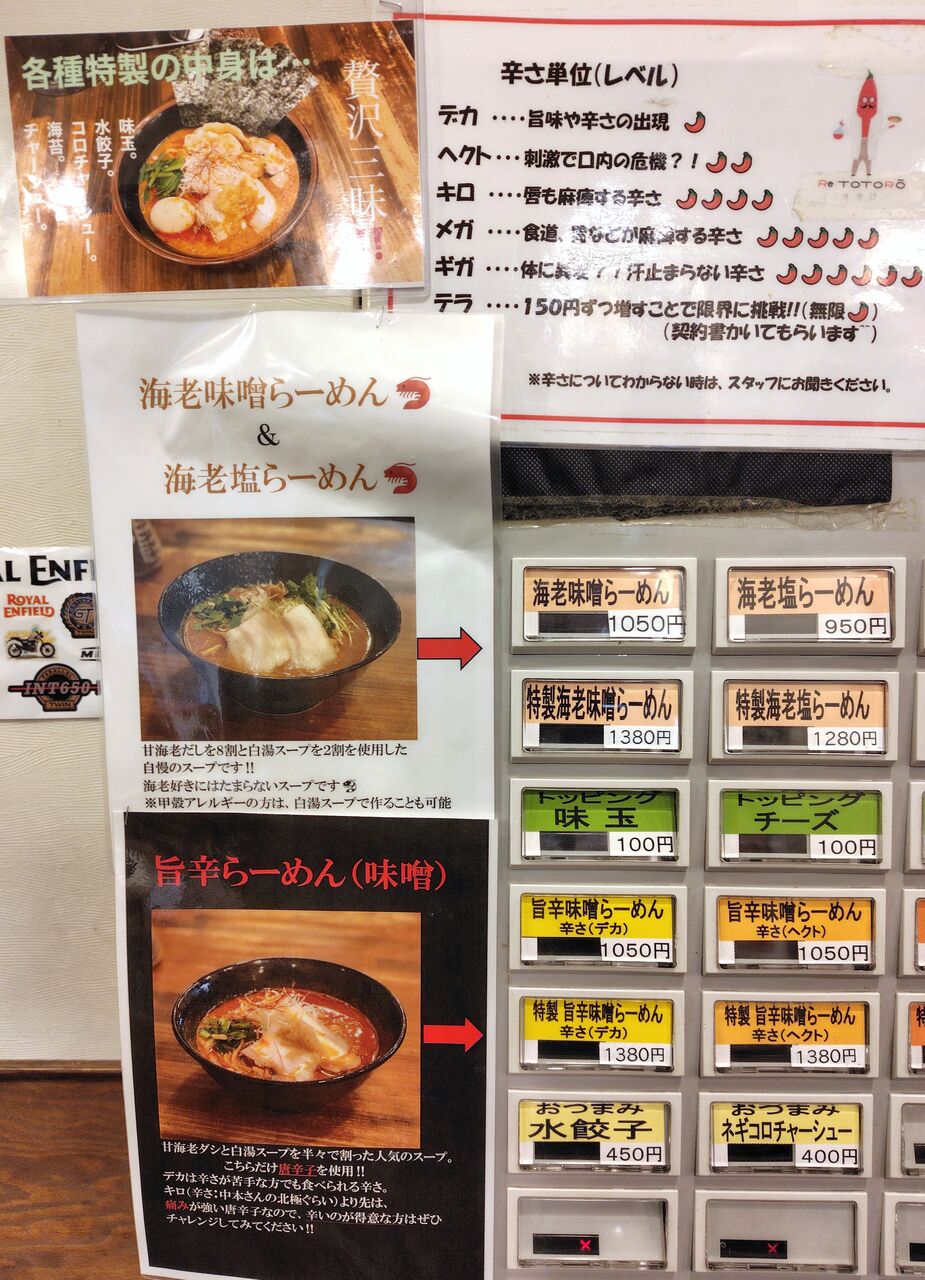 各種特製の中身は…
贅沢三味
味玉。
水餃子。
コロチャーシュー。
海苔。
チャーシュー。
辛さ単位(レベル)
デカ ‥‥旨味や辛さの出現
ヘクト‥‥刺激で口内の危機?!
キロ ‥‥唇も麻痺する辛さ
メガ ‥‥食道、胃などが麻痺する辛さ
ギガ ‥‥体に異変??汗止まらない辛さ
テラ ‥‥150円ずつ増すことで限界に挑戦!!(無限)
(契約書かいてもらいます^^)
※辛さについてわからない時は、スタッフにお聞きください。
Re TOTORō
海老味噌らーめん
&
海老塩らーめん
甘海老だしを8割と白湯スープを2割を使用した
自慢のスープです!!
海老好きにはたまらないスープです
※甲殻アレルギーの方は、白湯スープで作ることも可能
AL ENFI
ROYAL
ENFIELD
GT
INT650
TWIN
旨辛らーめん(味噌)
甘海老ダシと白湯スープを半々で割った人気のスープ。
こちらだけ唐辛子を使用!!
デカは辛さが苦手な方でも食べられる辛さ。
キロ(辛さ:中本さんの北極ぐらい)より先は、
痛みが強い唐辛子なので、辛いのが得意な方はぜひ
チャレンジしてみてください!!
海老味噌らーめん
1050円
海老塩らーめん
950円
特製海老味噌らーめん
1380円
特製海老塩らーめん
1280円
トッピング
味玉
100円
トッピング
チーズ
100円
旨辛味噌らーめん
辛さ(デカ)
1050円
旨辛味噌らーめん
辛さ(ヘクト)
1050円
特製 旨辛味噌らーめん
辛さ(デカ)
1380円
特製 旨辛味噌らーめん
辛さ(ヘクト)
1380円
特
おつまみ
水餃子
450円
おつまみ
ネギコロチャーシュー
400円